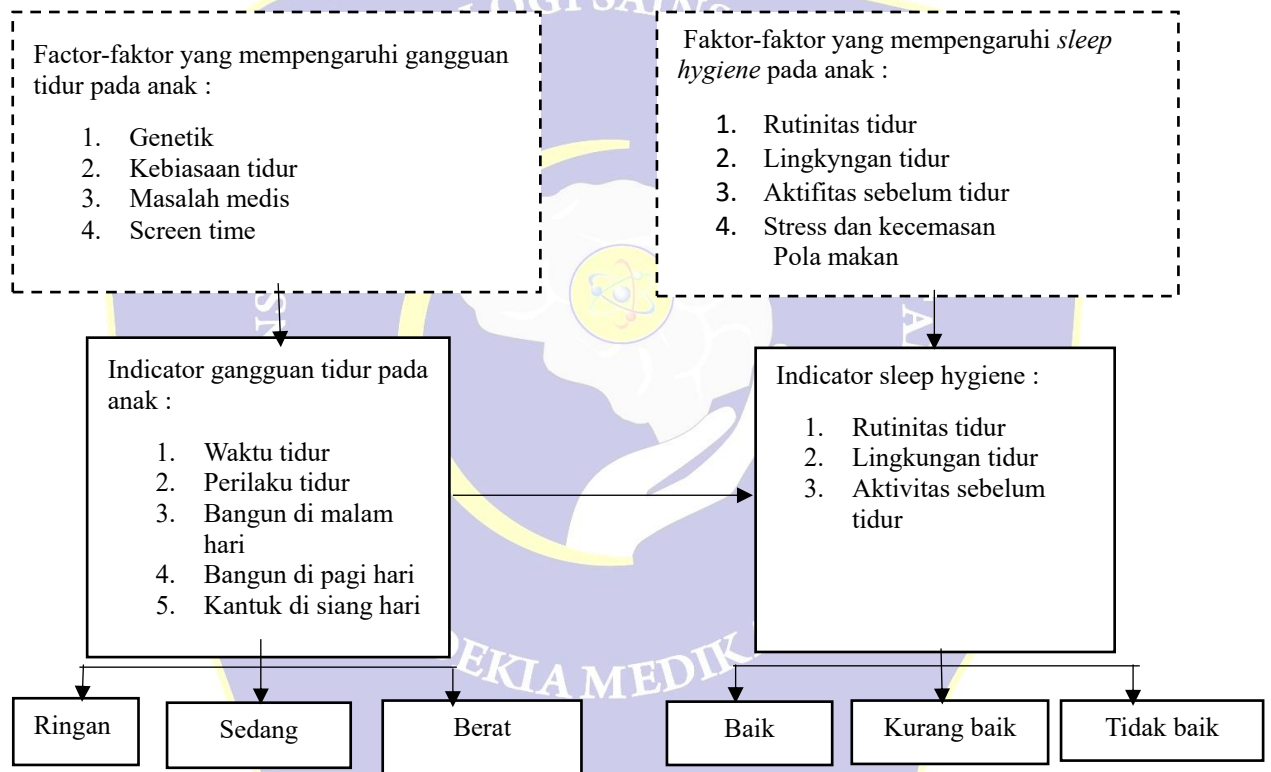 LOGI SAINS
Factor-faktor yang mempengaruhi gangguan
tidur pada anak :
1. Genetik
2. Kebiasaan tidur
3. Masalah medis
4. Screen time
Faktor-faktor yang mempengaruhi sleep
hygiene pada anak :
1. Rutinitas tidur
2. Lingkyngan tidur
3. Aktifitas sebelum tidur
4. Stress dan kecemasan
Pola makan
Indicator gangguan tidur pada
anak :
1. Waktu tidur
2. Perilaku tidur
3. Bangun di malam
hari
4. Bangun di pagi hari
5. Kantuk di siang hari
Indicator sleep hygiene :
1. Rutinitas tidur
2. Lingkungan tidur
3. Aktivitas sebelum
tidur
EKIA MEDIK
Ringan
Sedang
Berat
Baik
Kurang baik
Tidak baik